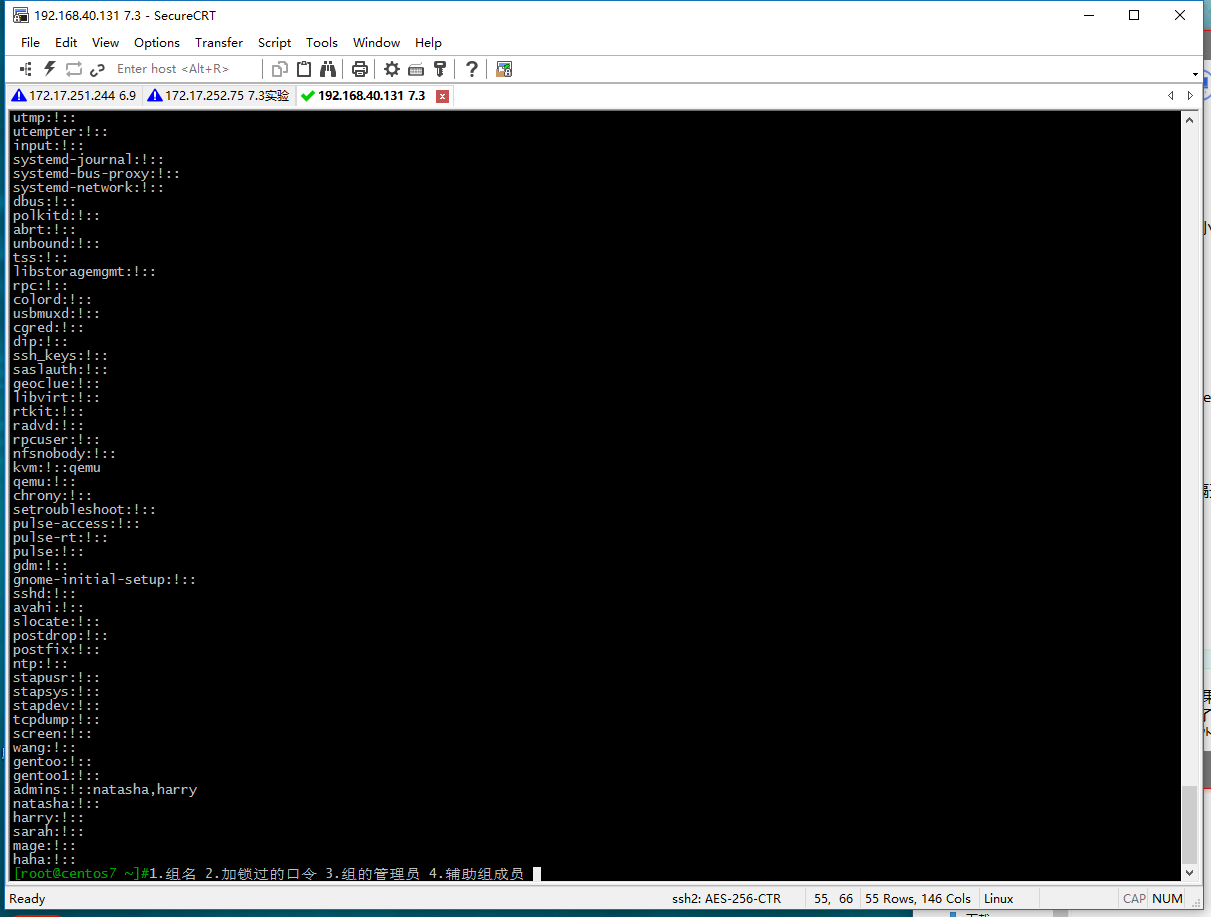 192.168.40.131 7.3 - SecureCRT
File Edit View Options Transfer Script Tools Window Help
Enter host <Alt+R>
172.17.251.244 6.9 172.17.252.75 7.3实验 192.168.40.131 7.3
utmp:!::
utempter:!::
input:!::
systemd-journal:!::
systemd-bus-proxy:!::
systemd-network:!::
dbus:!::
polkitd:!::
abrt:!::
unbound:!::
tss:!::
libstoragemgmt:!::
rpc:!::
colord:!::
usbmuxd:!::
cgred:!::
dip:!::
ssh_keys:!::
saslauth:!::
geoclue:!::
libvirt:!::
rtkit:!::
radvd:!::
rpcuser:!::
nfsnobody:!::
kvm:!::qemu
qemu:!::
chrony:!::
setroubleshoot:!::
pulse-access:!::
pulse-rt:!::
pulse:!::
gdm:!::
gnome-initial-setup:!::
sshd:!::
avahi:!::
slocate:!::
postdrop:!::
postfix:!::
ntp:!::
stapusr:!::
stapsys:!::
stapdev:!::
tcpdump:!::
screen:!::
wang:!::
gentoo:!::
gentoo1:!::
admins:!::natasha,harry
natasha:!::
harry:!::
sarah:!::
mage:!::
haha:!::
[root@centos7 ~]#1.组名 2.加锁过的口令 3.组的管理员 4.辅助组成员
Ready ssh2: AES-256-CTR 55, 66 55 Rows, 146 Cols Linux CAP NUM